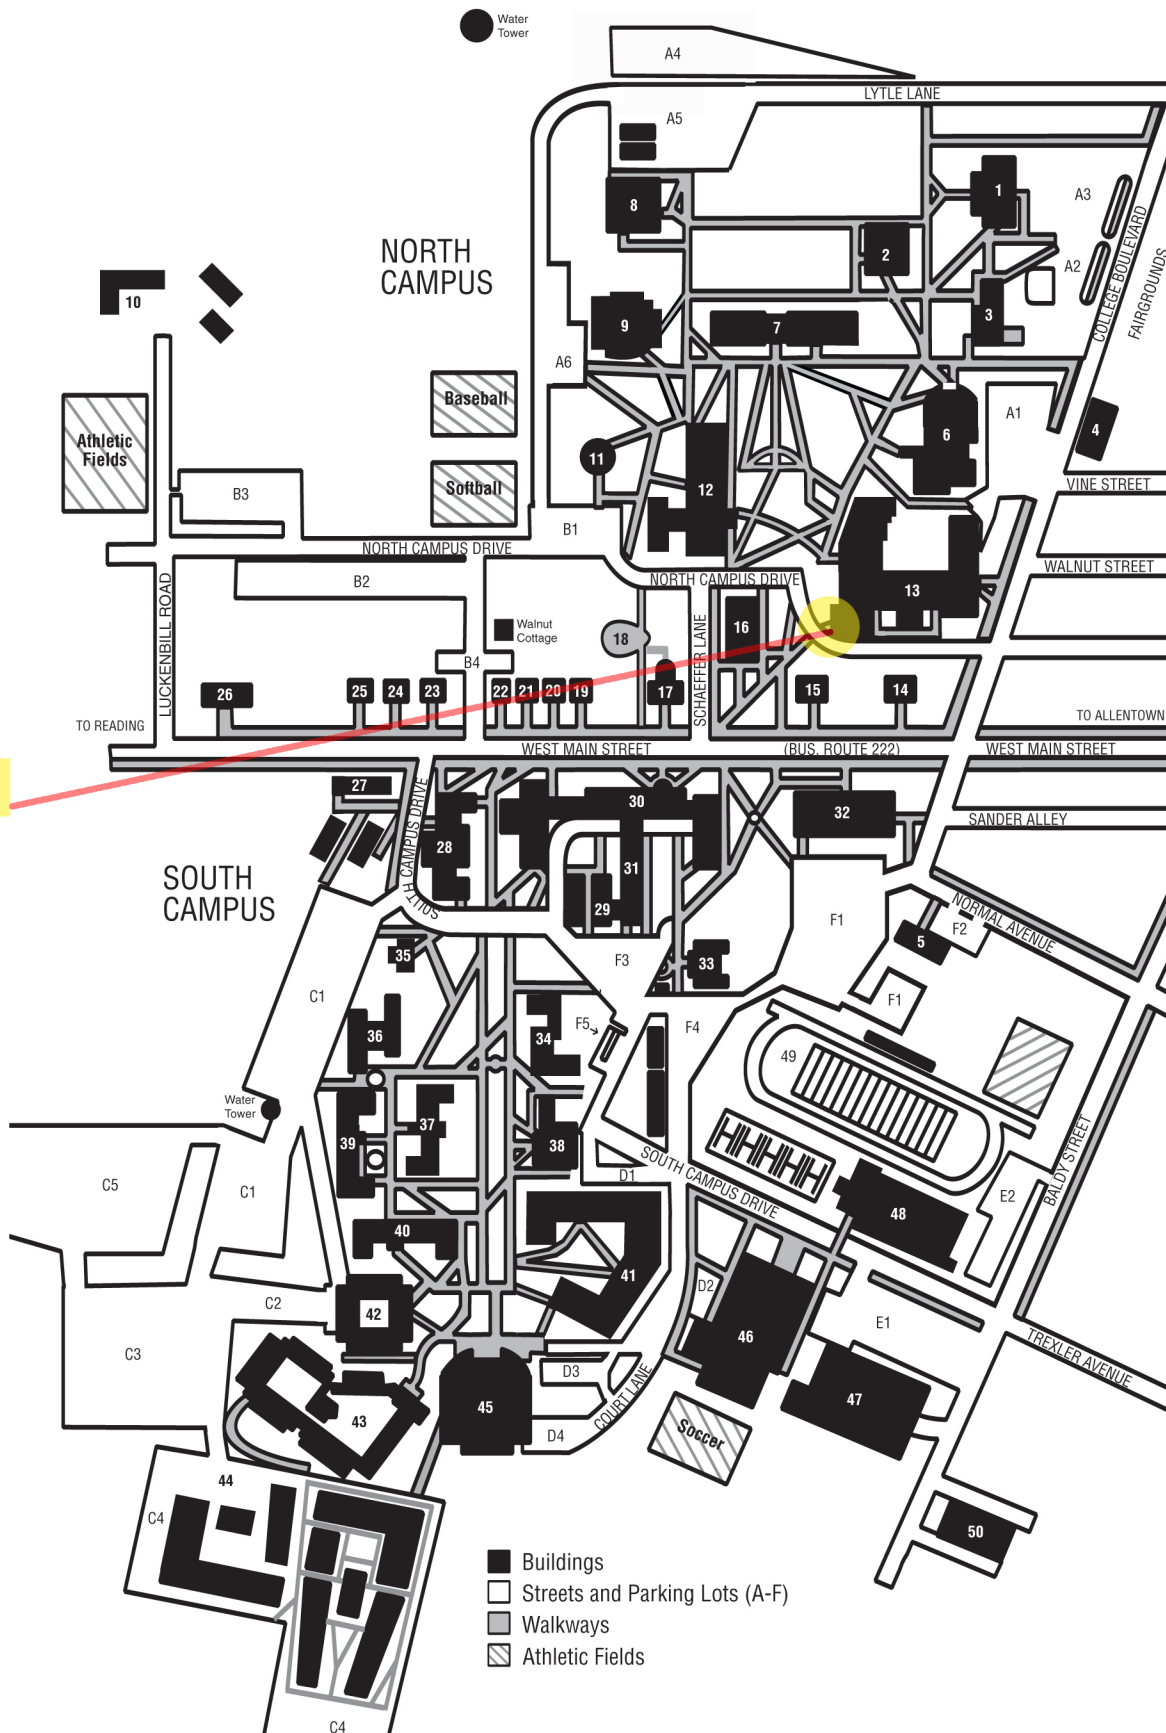 Water
Tower
A4
LYTLE LANE
A5
1
A3
8
NORTH
CAMPUS
2
A2
COLLEGE BOULEVARD
FAIRGROUNDS
10
3
9
7
A6
Baseball
A1
4
6
Athletic
Fields
11
VINE STREET
Softball
12
B3
B1
NORTH CAMPUS DRIVE
WALNUT STREET
B2
NORTH CAMPUS DRIVE
13
LUCKENBILL ROAD
SCHAEFFER LANE
16
Walnut
Cottage
18
B4
26
25
24
23
22
21
20
19
17
15
14
TO READING
TO ALLENTOWN
WEST MAIN STREET
(BUS. ROUTE 222)
WEST MAIN STREET
27
30
32
SANDER ALLEY
SOUTH CAMPUS DRIVE
28
31
SOUTH
CAMPUS
29
F1
NORMAL AVENUE
F2
5
35
F3
33
C1
F1
36
34
F5
F4
49
Water
Tower
37
39
38
C5
C1
D1
SOUTH CAMPUS DRIVE
BALDY STREET
E2
48
40
41
D2
C2
42
E1
46
C3
TREXLER AVENUE
D3
COURT LANE
47
45
43
D4
Soccer
44
C4
50
Buildings
Streets and Parking Lots (A-F)
Walkways
Athletic Fields
C4